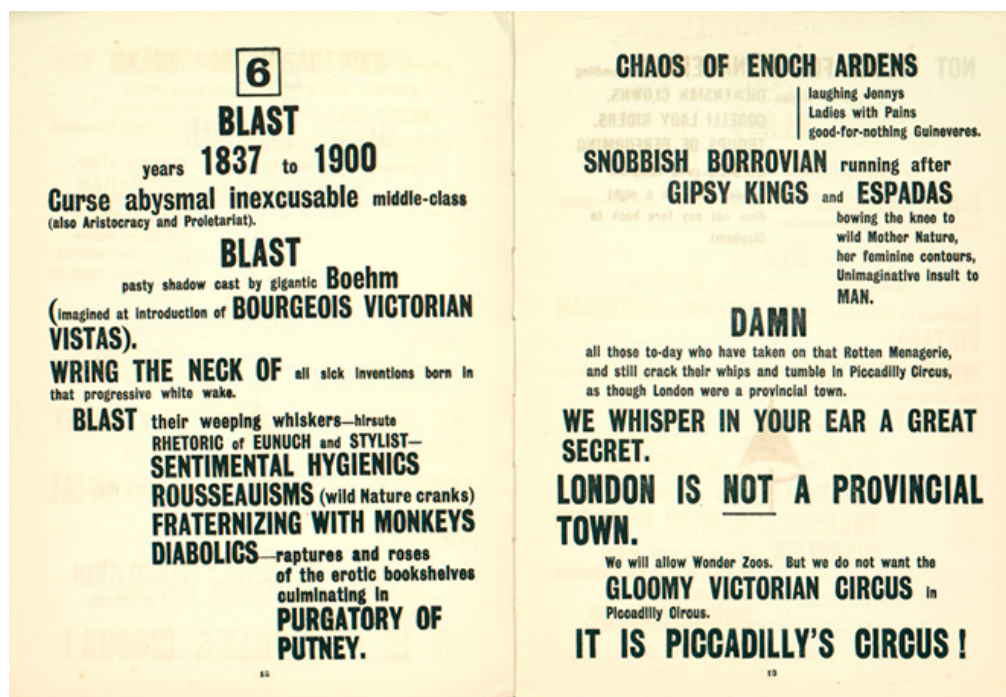 6
BLAST
years 1837 to 1900
Curse abysmal inexcusable middle-class
(also Aristocracy and Proletariat).
BLAST
pasty shadow cast by gigantic Boehm
(imagined at introduction of BOURGEOIS VICTORIAN
VISTAS).
WRING THE NECK OF all sick inventions born in
that progressive white wake.
BLAST their weeping whiskers—hirsute
RHETORIC of EUNUCH and STYLIST—
SENTIMENTAL HYGIENICS
ROUSSEAUISMS (wild Nature cranks)
FRATERNIZING WITH MONKEYS
DIABOLICS—raptures and roses
of the erotic bookshelves
culminating in
PURGATORY OF
PUTNEY.
18
CHAOS OF ENOCH ARDENS
laughing Jennys
Ladies with Pains
good-for-nothing Guineveres.
SNOBBISH BORROVIAN running after
GIPSY KINGS and ESPADAS
bowing the knee to
wild Mother Nature,
her feminine contours,
Unimaginative insult to
MAN.
DAMN
all those to-day who have taken on that Rotten Menagerie,
and still crack their whips and tumble in Piccadilly Circus,
as though London were a provincial town.
WE WHISPER IN YOUR EAR A GREAT
SECRET.
LONDON IS NOT A PROVINCIAL
TOWN.
We will allow Wonder Zoos. But we do not want the
GLOOMY VICTORIAN CIRCUS in
Piccadilly Circus.
IT IS PICCADILLY'S CIRCUS !
19